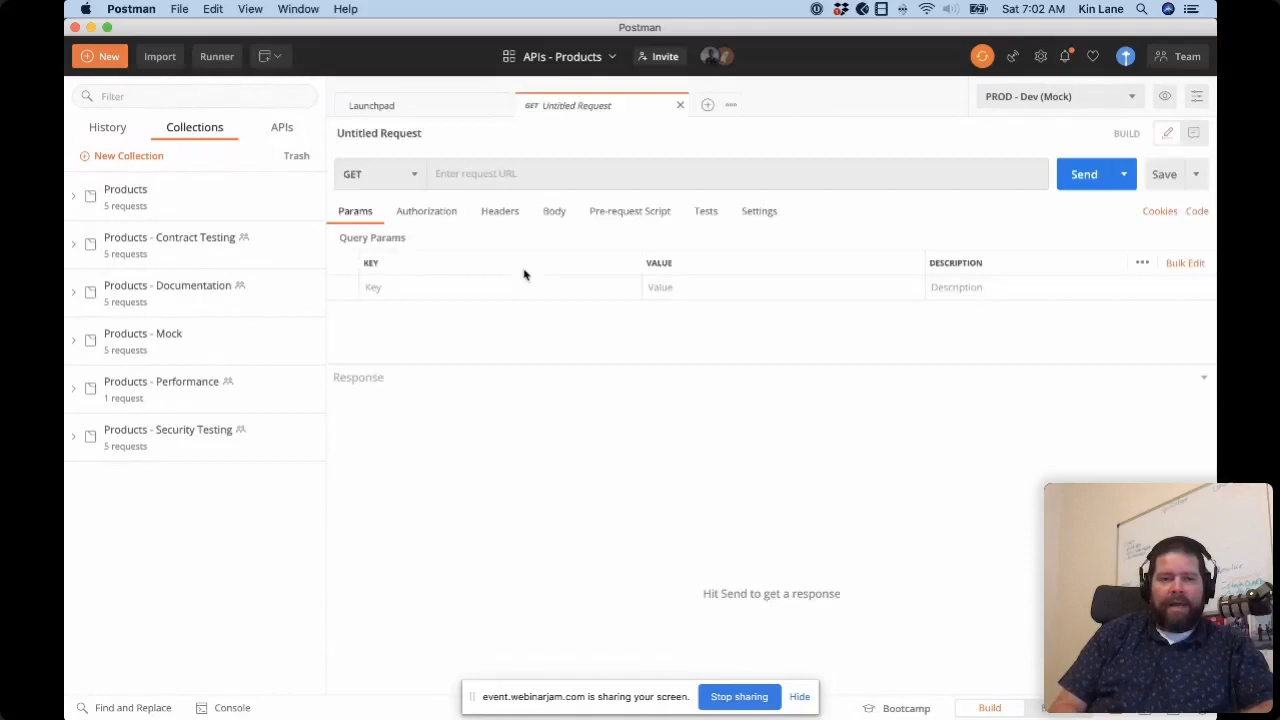 Postman File Edit View Window Help
Sat 7:02 AM Kin Lane
Postman
New Import Runner
APIs - Products Invite
Team
Filter
Launchpad
GET Untitled Request
PROD - Dev (Mock)
History Collections APIs
New Collection Trash
Untitled Request
BUILD
GET Enter request URL
Send Save
Products
5 requests
Products - Contract Testing
5 requests
Products - Documentation
5 requests
Products - Mock
5 requests
Products - Performance
1 request
Products - Security Testing
5 requests
Params Authorization Headers Body Pre-request Script Tests Settings
Cookies Code
Query Params
KEY VALUE DESCRIPTION
Bulk Edit
Key Value Description
Response
Hit Send to get a response
event.webinarjam.com is sharing your screen.
Stop sharing
Hide
Find and Replace Console
Bootcamp Build